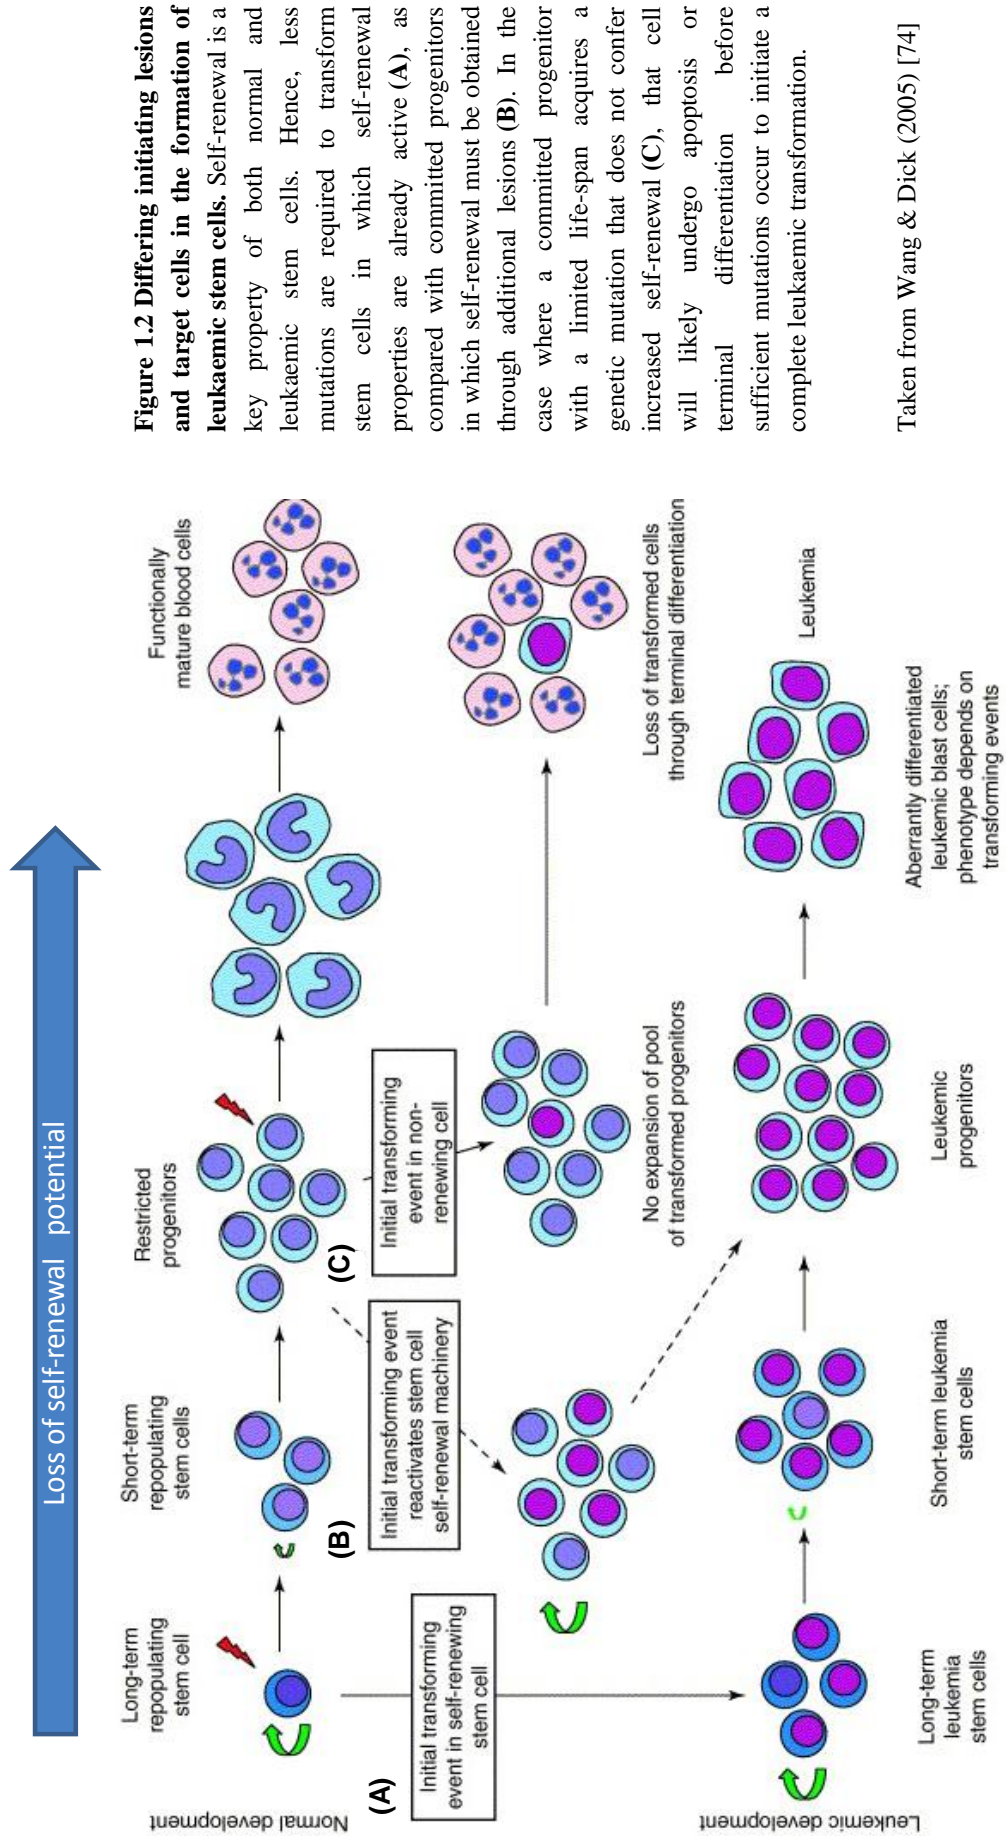 Loss of self-renewal potential
Normal development
Long-term
repopulating
stem cell
Short-term
repopulating
stem cells
Restricted
progenitors
Functionally
mature blood cells
(A)
Initial transforming
event in self-renewing
stem cell
(B)
Initial transforming event
reactivates stem cell
self-renewal machinery
(C)
Initial transforming
event in non-
renewing cell
No expansion of pool
of transformed progenitors
Loss of transformed cells
through terminal differentiation
Leukemic development
Long-term
leukemia
stem cells
Short-term leukemia
stem cells
Leukemic
progenitors
Aberrantly differentiated
leukemic blast cells;
phenotype depends on
transforming events
Leukemia
Figure 1.2 Differing initiating lesions
and target cells in the formation of
leukaemic stem cells. Self-renewal is a
key property of both normal and
leukaemic stem cells. Hence, less
mutations are required to transform
stem cells in which self-renewal
properties are already active (A), as
compared with committed progenitors
in which self-renewal must be obtained
through additional lesions (B). In the
case where a committed progenitor
with a limited life-span acquires a
genetic mutation that does not confer
increased self-renewal (C), that cell
will likely undergo apoptosis or
terminal differentiation before
sufficient mutations occur to initiate a
complete leukaemic transformation.
Taken from Wang & Dick (2005) [74]